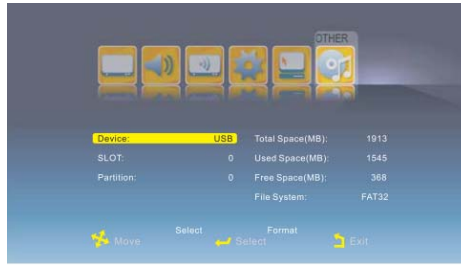 OTHER
Device: USB Total Space(MB): 1913
SLOT: 0 Used Space(MB): 1545
Partition: 0 Free Space(MB): 368
File System: FAT32
Select Format
Move Select Exit